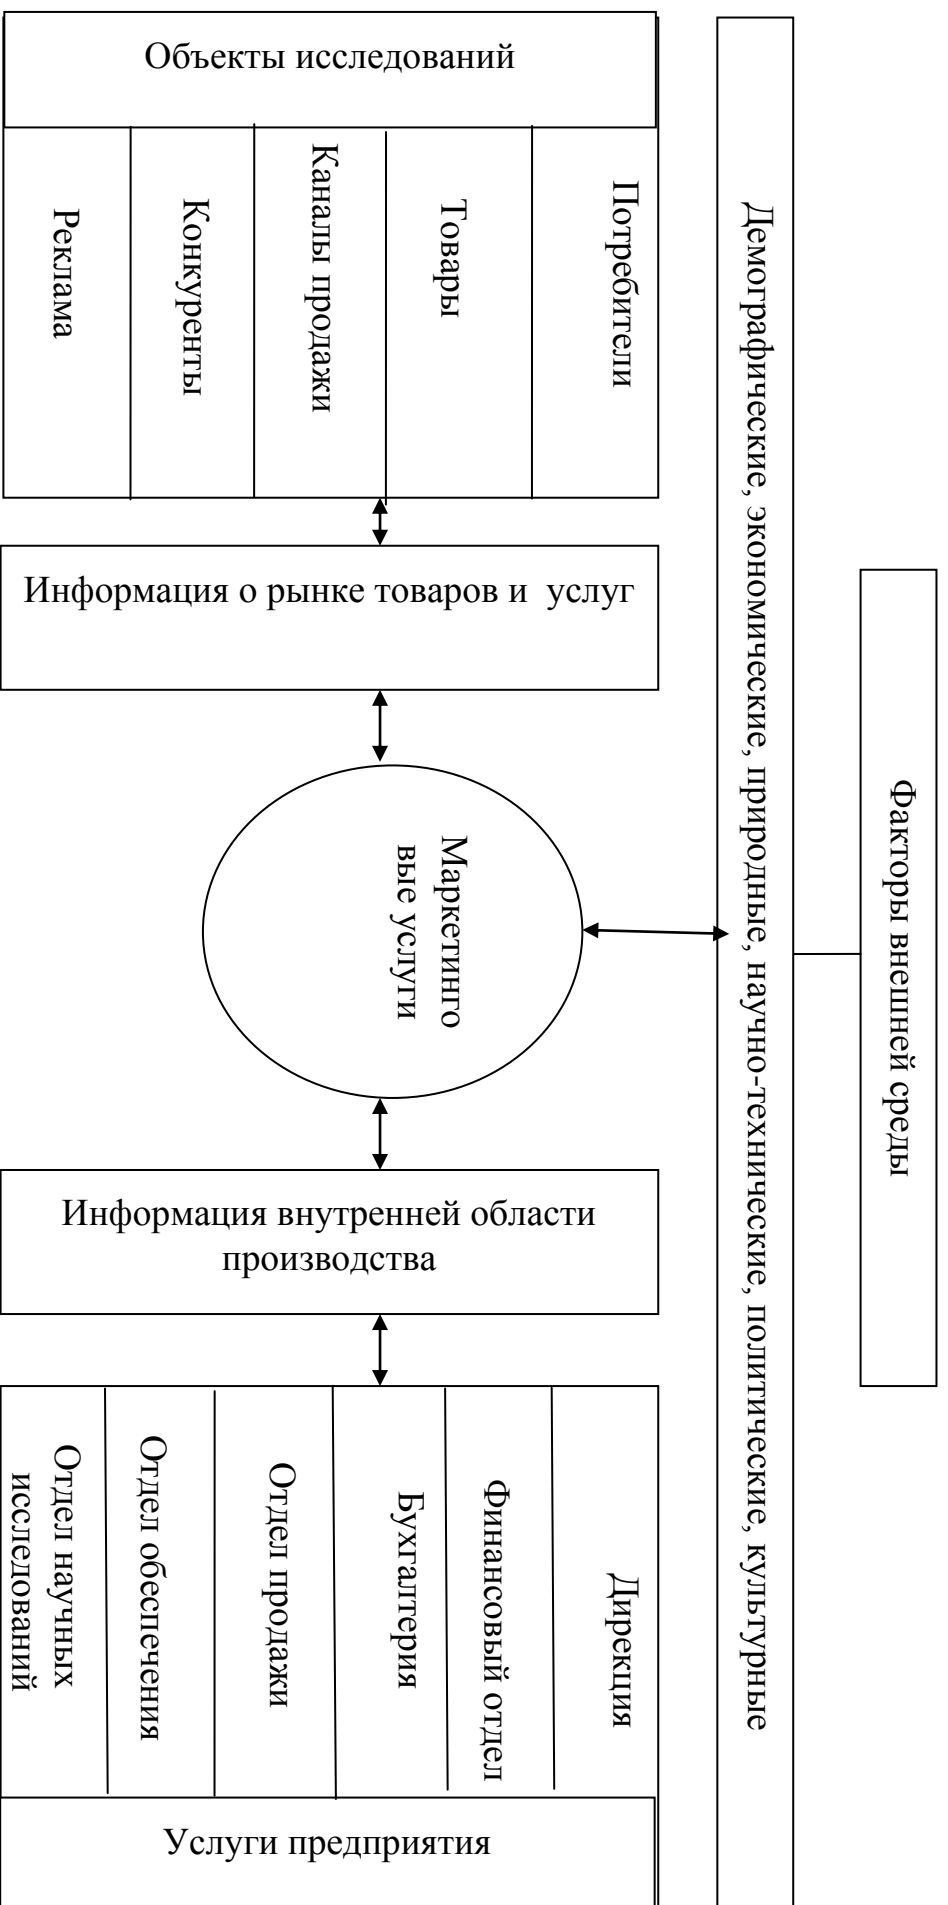 Объекты исследований
Реклама
Конкуренты
Каналы продажи
Товары
Потребители
Информация о рынке товаров и услуг
Маркетинго
вые услуги
Информация внутренней области
производства
Отдел научных
исследований
Отдел обеспечения
Отдел продажи
Бухгалтерия
Финансовый отдел
Дирекция
Услуги предприятия
Демографические, экономические, природные, научно-технические, политические, культурные
Факторы внешней среды